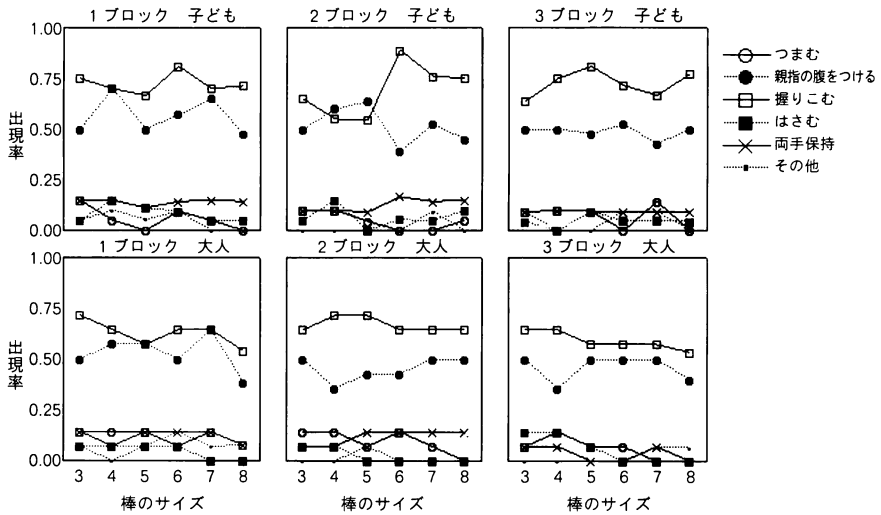 1 ブロック 子ども
2 ブロック 子ども
3 ブロック 子ども
1.00
0.75
0.50
0.25
0.00
出現率
つまむ
親指の腹をつける
握りこむ
はさむ
両手保持
その他
1 ブロック 大人
2 ブロック 大人
3 ブロック 大人
1.00
0.75
0.50
0.25
0.00
出現率
3 4 5 6 7 8
3 4 5 6 7 8
3 4 5 6 7 8
棒のサイズ
棒のサイズ
棒のサイズ